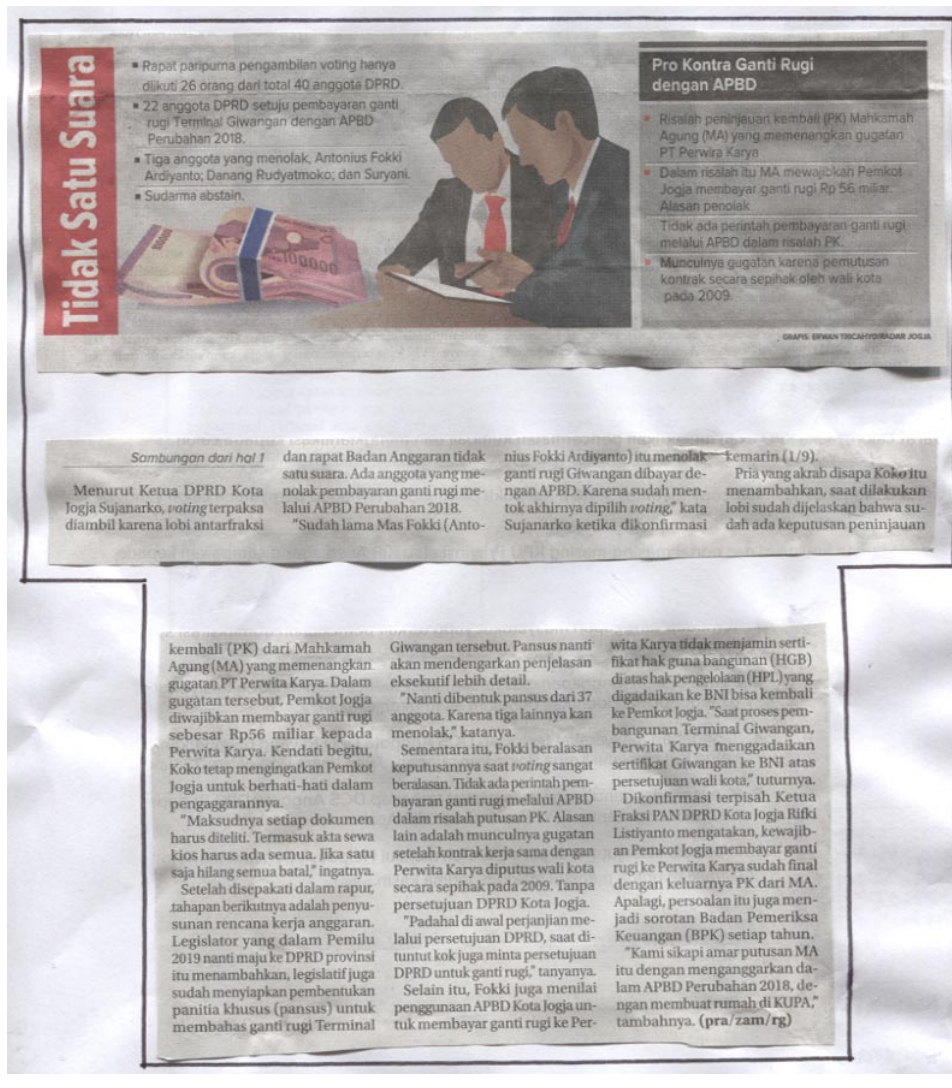 Tidak Satu Suara
▪ Rapat paripurna pengambilan voting hanya
diikuti 26 orang dari total 40 anggota DPRD.
▪ 22 anggota DPRD setuju pembayaran ganti
rugi Terminal Giwangan dengan APBD
Perubahan 2018.
▪ Tiga anggota yang menolak, Antonius Fokki
Ardiyanto; Danang Rudyatmoko; dan Suryani.
▪ Sudarma abstain.
100000
Pro Kontra Ganti Rugi
dengan APBD
▪ Risalah peninjauan kembali (PK) Mahkamah
Agung (MA) yang memenangkan gugatan
PT Perwira Karya
▪ Dalam risalah itu MA mewajibkan Pemkot
Jogja membayar ganti rugi Rp 56 miliar.
Alasan penolak
Tidak ada perintah pembayaran ganti rugi
melalui APBD dalam risalah PK.
▪ Munculnya gugatan karena pemutusan
kontrak secara sepihak oleh wali kota
pada 2009.
GRAFIS: ERWAN TRICAHYO/RADAR JOGJA
Sambungan dari hal 1
Menurut Ketua DPRD Kota
Jogja Sujanarko, voting terpaksa
diambil karena lobi antarfraksi
dan rapat Badan Anggaran tidak
satu suara. Ada anggota yang me-
nolak pembayaran ganti rugi me-
lalui APBD Perubahan 2018.
"Sudah lama Mas Fokki (Anto-
nius Fokki Ardiyanto) itu menolak
ganti rugi Giwangan dibayar de-
ngan APBD. Karena sudah men-
tok akhirnya dipilih voting," kata
Sujanarko ketika dikonfirmasi
kemarin (1/9).
Pria yang akrab disapa Koko itu
menambahkan, saat dilakukan
lobi sudah dijelaskan bahwa su-
dah ada keputusan peninjauan
kembali (PK) dari Mahkamah
Agung (MA) yang memenangkan
gugatan PT Perwita Karya. Dalam
gugatan tersebut, Pemkot Jogja
diwajibkan membayar ganti rugi
sebesar Rp56 miliar kepada
Perwita Karya. Kendati begitu,
Koko tetap mengingatkan Pemkot
Jogja untuk berhati-hati dalam
penganggarannya.
"Maksudnya setiap dokumen
harus diteliti. Termasuk akta sewa
kios harus ada semua. Jika satu
saja hilang semua batal," ingatnya.
Setelah disepakati dalam rapur,
tahapan berikutnya adalah penyu-
sunan rencana kerja anggaran.
Legislator yang dalam Pemilu
2019 nanti maju ke DPRD provinsi
itu menambahkan, legislatif juga
sudah menyiapkan pembentukan
panitia khusus (pansus) untuk
membahas ganti rugi Terminal
Giwangan tersebut. Pansus nanti
akan mendengarkan penjelasan
eksekutif lebih detail.
"Nanti dibentuk pansus dari 37
anggota. Karena tiga lainnya kan
menolak," katanya.
Sementara itu, Fokki beralasan
keputusannya saat voting sangat
beralasan. Tidak ada perintah pem-
bayaran ganti rugi melalui APBD
dalam risalah putusan PK. Alasan
lain adalah munculnya gugatan
setelah kontrak kerja sama dengan
Perwita Karya diputus wali kota
secara sepihak pada 2009. Tanpa
persetujuan DPRD Kota Jogja.
"Padahal di awal perjanjian me-
lalui persetujuan DPRD, saat di-
tuntut kok juga minta persetujuan
DPRD untuk ganti rugi," tanyanya.
Selain itu, Fokki juga menilai
penggunaan APBD Kota Jogja un-
tuk membayar ganti rugi ke Per-
wita Karya tidak menjamin serti-
fikat hak guna bangunan (HGB)
di atas hak pengelolaan (HPL) yang
digadaikan ke BNI bisa kembali
ke Pemkot Jogja. "Saat proses pem-
bangunan Terminal Giwangan,
Perwita Karya menggadaikan
sertifikat Giwangan ke BNI atas
persetujuan wali kota," tuturnya.
Dikonfirmasi terpisah Ketua
Fraksi PAN DPRD Kota Jogja Rifki
Listiyanto mengatakan, kewajib-
an Pemkot Jogja membayar ganti
rugi ke Perwita Karya sudah final
dengan keluarnya PK dari MA.
Apalagi, persoalan itu juga men-
jadi sorotan Badan Pemeriksa
Keuangan (BPK) setiap tahun.
"Kami sikapi amar putusan MA
itu dengan menganggarkan da-
lam APBD Perubahan 2018, de-
ngan membuat rumah di KUPA,"
tambahnya. (pra/zam/rg)